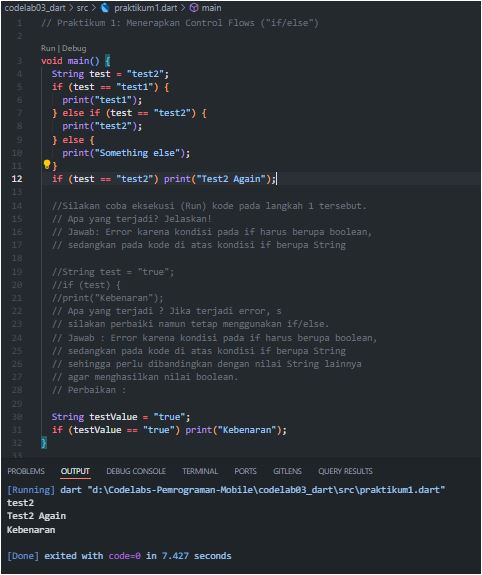 codelab03_dart > src > praktikum1.dart > main
1 // Praktikum 1: Menerapkan Control Flows ("if/else")
2
Run | Debug
3 void main() {
4 String test = "test2";
5 if (test == "test1") {
6 print("test1");
7 } else if (test == "test2") {
8 print("test2");
9 } else {
10 print("Something else");
11 }
12 if (test == "test2") print("Test2 Again");
13
14 //Silakan coba eksekusi (Run) kode pada langkah 1 tersebut.
15 // Apa yang terjadi? Jelaskan!
16 // Jawab: Error karena kondisi pada if harus berupa boolean,
17 // sedangkan pada kode di atas kondisi if berupa String
18
19 //String test = "true";
20 //if (test) {
21 //print("Kebenaran");
22 // Apa yang terjadi ? Jika terjadi error, s
23 // silakan perbaiki namun tetap menggunakan if/else.
24 // Jawab : Error karena kondisi pada if harus berupa boolean,
25 // sedangkan pada kode di atas kondisi if berupa String
26 // sehingga perlu dibandingkan dengan nilai String lainnya
27 // agar menghasilkan nilai boolean.
28 // Perbaikan :
29
30 String testValue = "true";
31 if (testValue == "true") print("Kebenaran");
32 }
33
PROBLEMS OUTPUT DEBUG CONSOLE TERMINAL PORTS GITLENS QUERY RESULTS
[Running] dart "d:\Codelabs-Pemrograman-Mobile\codelab03_dart\src\praktikum1.dart"
test2
Test2 Again
Kebenaran
[Done] exited with code=0 in 7.427 seconds